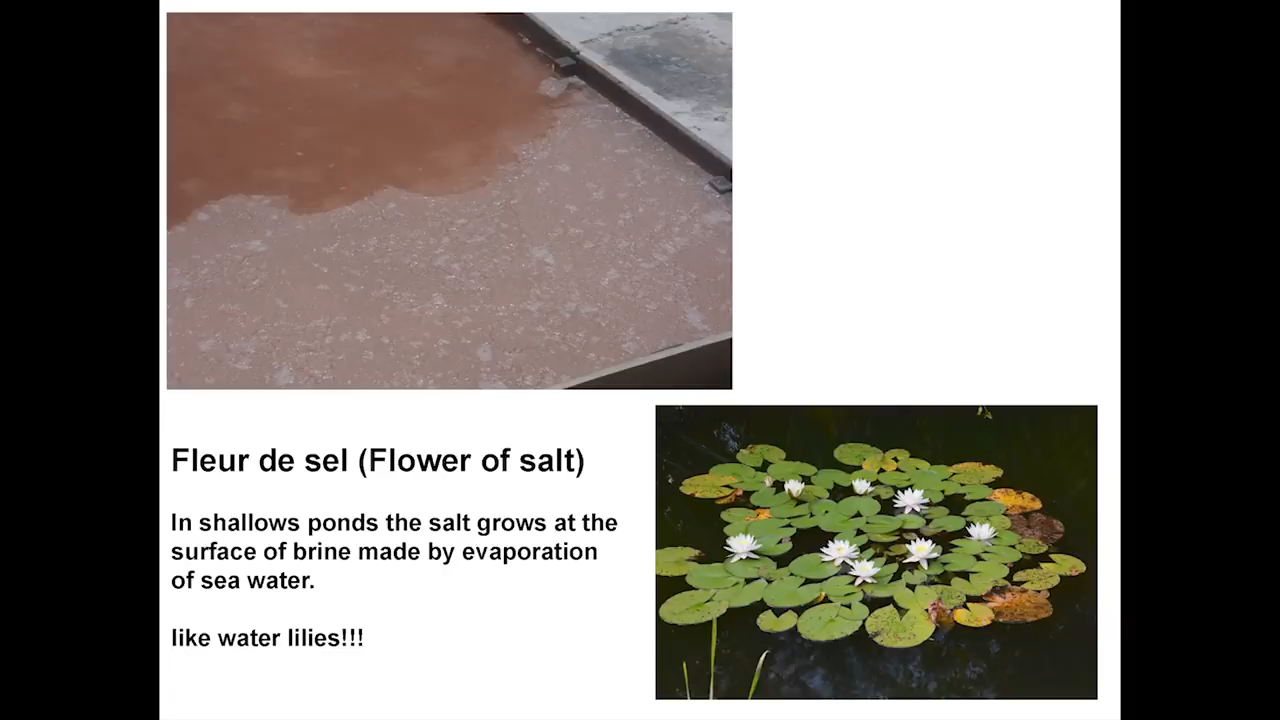 Fleur de sel (Flower of salt)
In shallows ponds the salt grows at the
surface of brine made by evaporation
of sea water.
like water lilies!!!